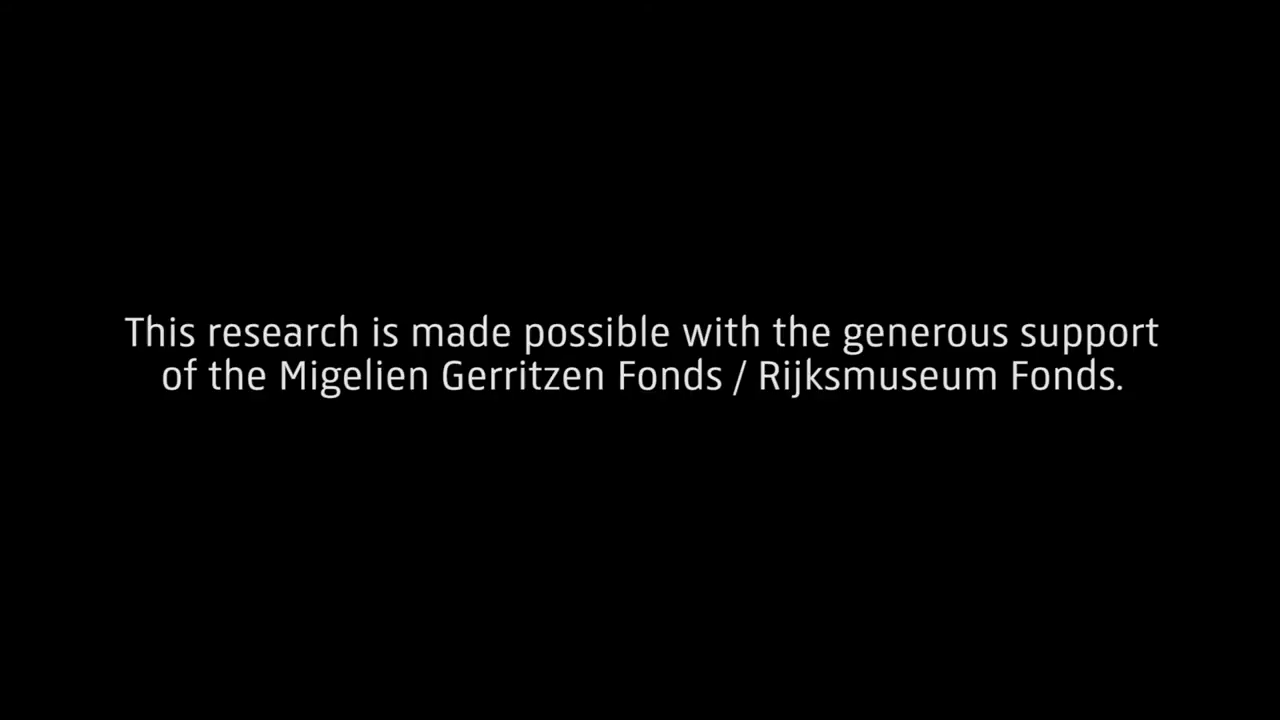 This research is made possible with the generous support
of the Migelien Gerritzen Fonds / Rijksmuseum Fonds.